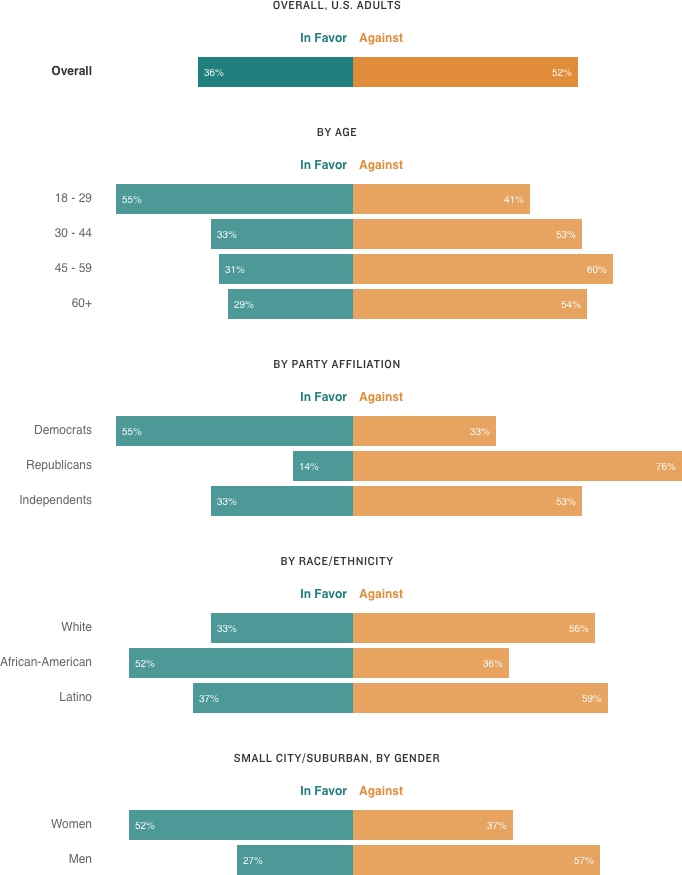 OVERALL, U.S. ADULTS
In Favor Against
Overall 36% 52%
BY AGE
In Favor Against
18 - 29 55% 41%
30 - 44 33% 53%
45 - 59 31% 60%
60+ 29% 54%
BY PARTY AFFILIATION
In Favor Against
Democrats 55% 33%
Republicans 14% 76%
Independents 33% 53%
BY RACE/ETHNICITY
In Favor Against
White 33% 56%
African-American 52% 36%
Latino 37% 59%
SMALL CITY/SUBURBAN, BY GENDER
In Favor Against
Women 52% 37%
Men 27% 57%